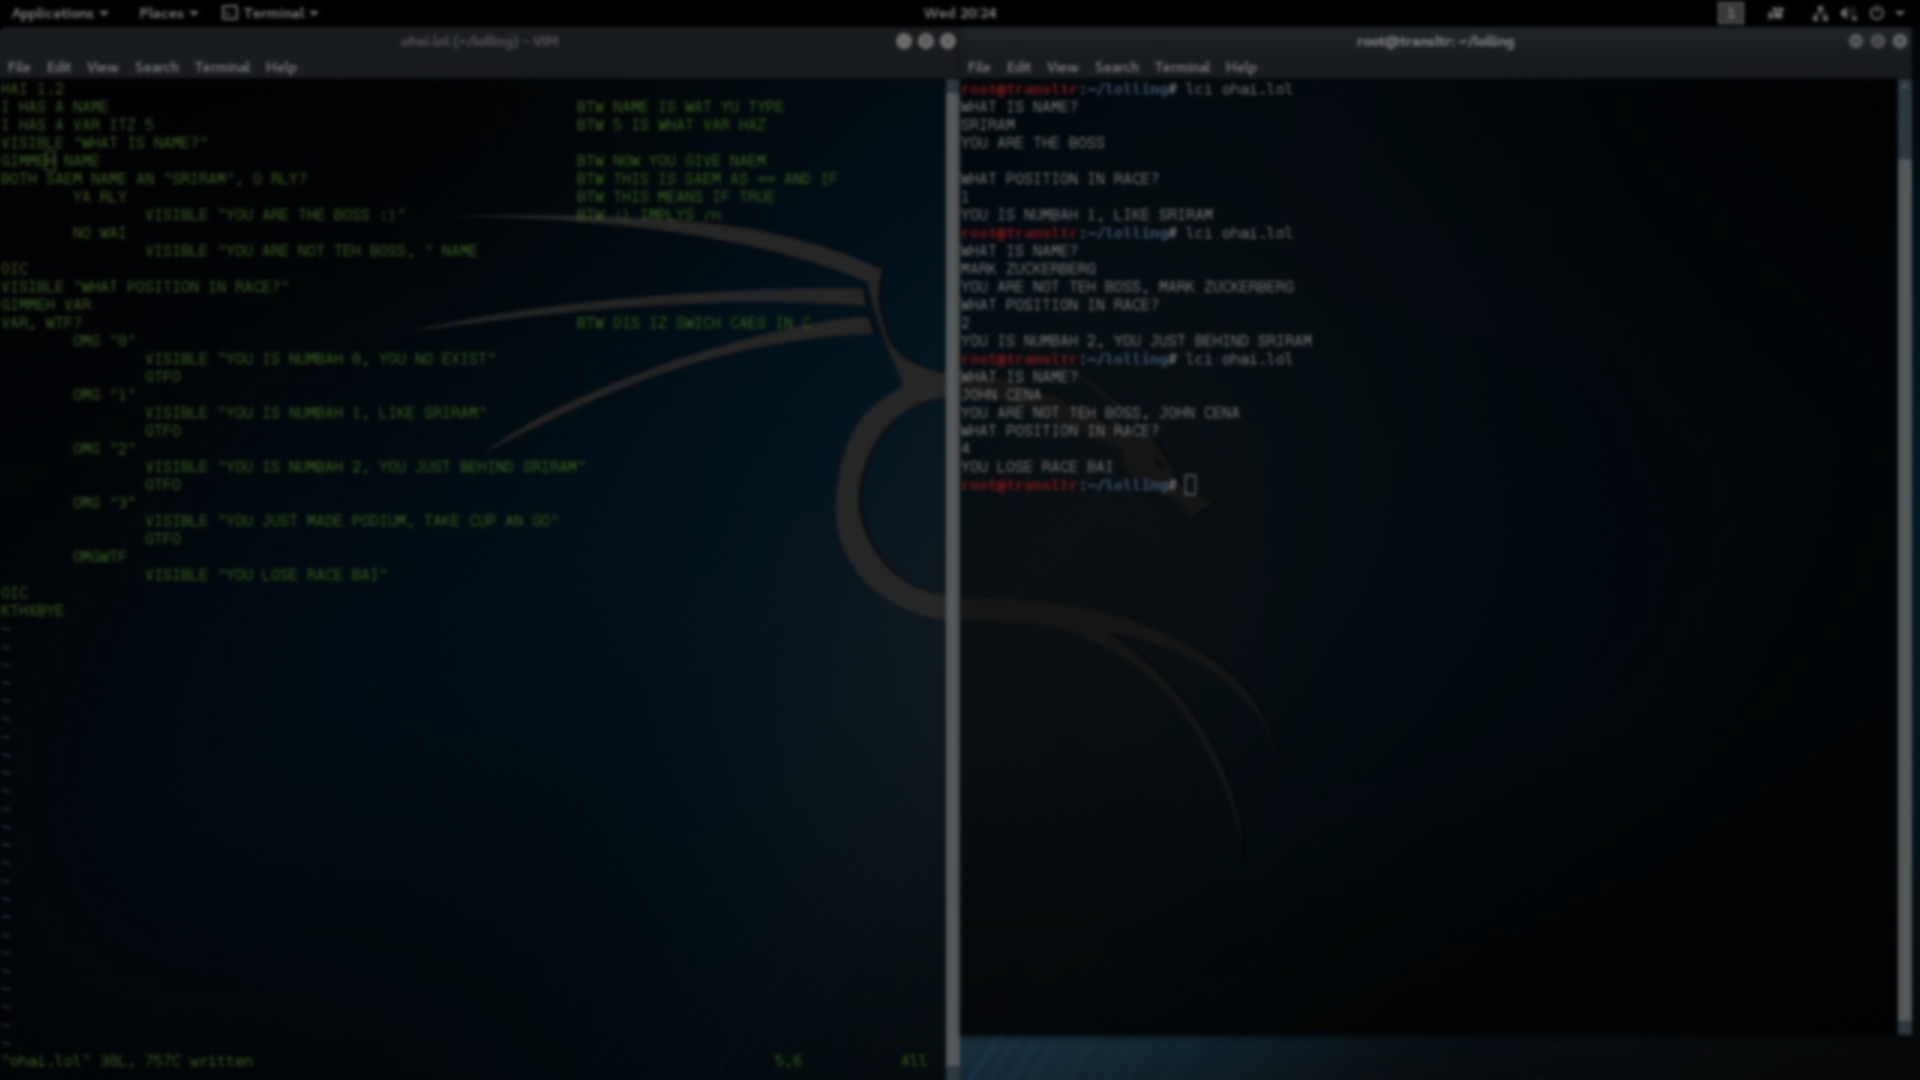 Applications Places Terminal Wed 20:24 1
ohai.lol (~/lolling) - VIM
File Edit View Search Terminal Help
HAI 1.2
I HAS A NAME BTW NAME IS WAT YU TYPE
I HAS A VAR ITZ 5 BTW 5 IS WHAT VAR HAZ
VISIBLE "WHAT IS NAME?"
GIMMEH NAME BTW NOW YOU GIVE NAEM
BOTH SAEM NAME AN "SRIRAM", O RLY? BTW THIS IS SAEM AS == AND IF
YA RLY BTW THIS MEANS IF TRUE
VISIBLE "YOU ARE THE BOSS :)" BTW :) IMPLYS /n
NO WAI
VISIBLE "YOU ARE NOT TEH BOSS, " NAME
OIC
VISIBLE "WHAT POSITION IN RACE?"
GIMMEH VAR
VAR, WTF? BTW DIS IZ SWICH CAES IN C
OMG "0"
VISIBLE "YOU IS NUMBAH 0, YOU NO EXIST"
GTFO
OMG "1"
VISIBLE "YOU IS NUMBAH 1, LIKE SRIRAM"
GTFO
OMG "2"
VISIBLE "YOU IS NUMBAH 2, YOU JUST BEHIND SRIRAM"
GTFO
OMG "3"
VISIBLE "YOU JUST MADE PODIUM, TAKE CUP AN GO"
GTFO
OMGWTF
VISIBLE "YOU LOSE RACE BAI"
OIC
KTHXBYE
"ohai.lol" 30L, 757C written 5,6 All
root@transltr: ~/lolling
File Edit View Search Terminal Help
root@transltr:~/lolling# lci ohai.lol
WHAT IS NAME?
SRIRAM
YOU ARE THE BOSS
WHAT POSITION IN RACE?
1
YOU IS NUMBAH 1, LIKE SRIRAM
root@transltr:~/lolling# lci ohai.lol
WHAT IS NAME?
MARK ZUCKERBERG
YOU ARE NOT TEH BOSS, MARK ZUCKERBERG
WHAT POSITION IN RACE?
2
YOU IS NUMBAH 2, YOU JUST BEHIND SRIRAM
root@transltr:~/lolling# lci ohai.lol
WHAT IS NAME?
JOHN CENA
YOU ARE NOT TEH BOSS, JOHN CENA
WHAT POSITION IN RACE?
4
YOU LOSE RACE BAI
root@transltr:~/lolling#